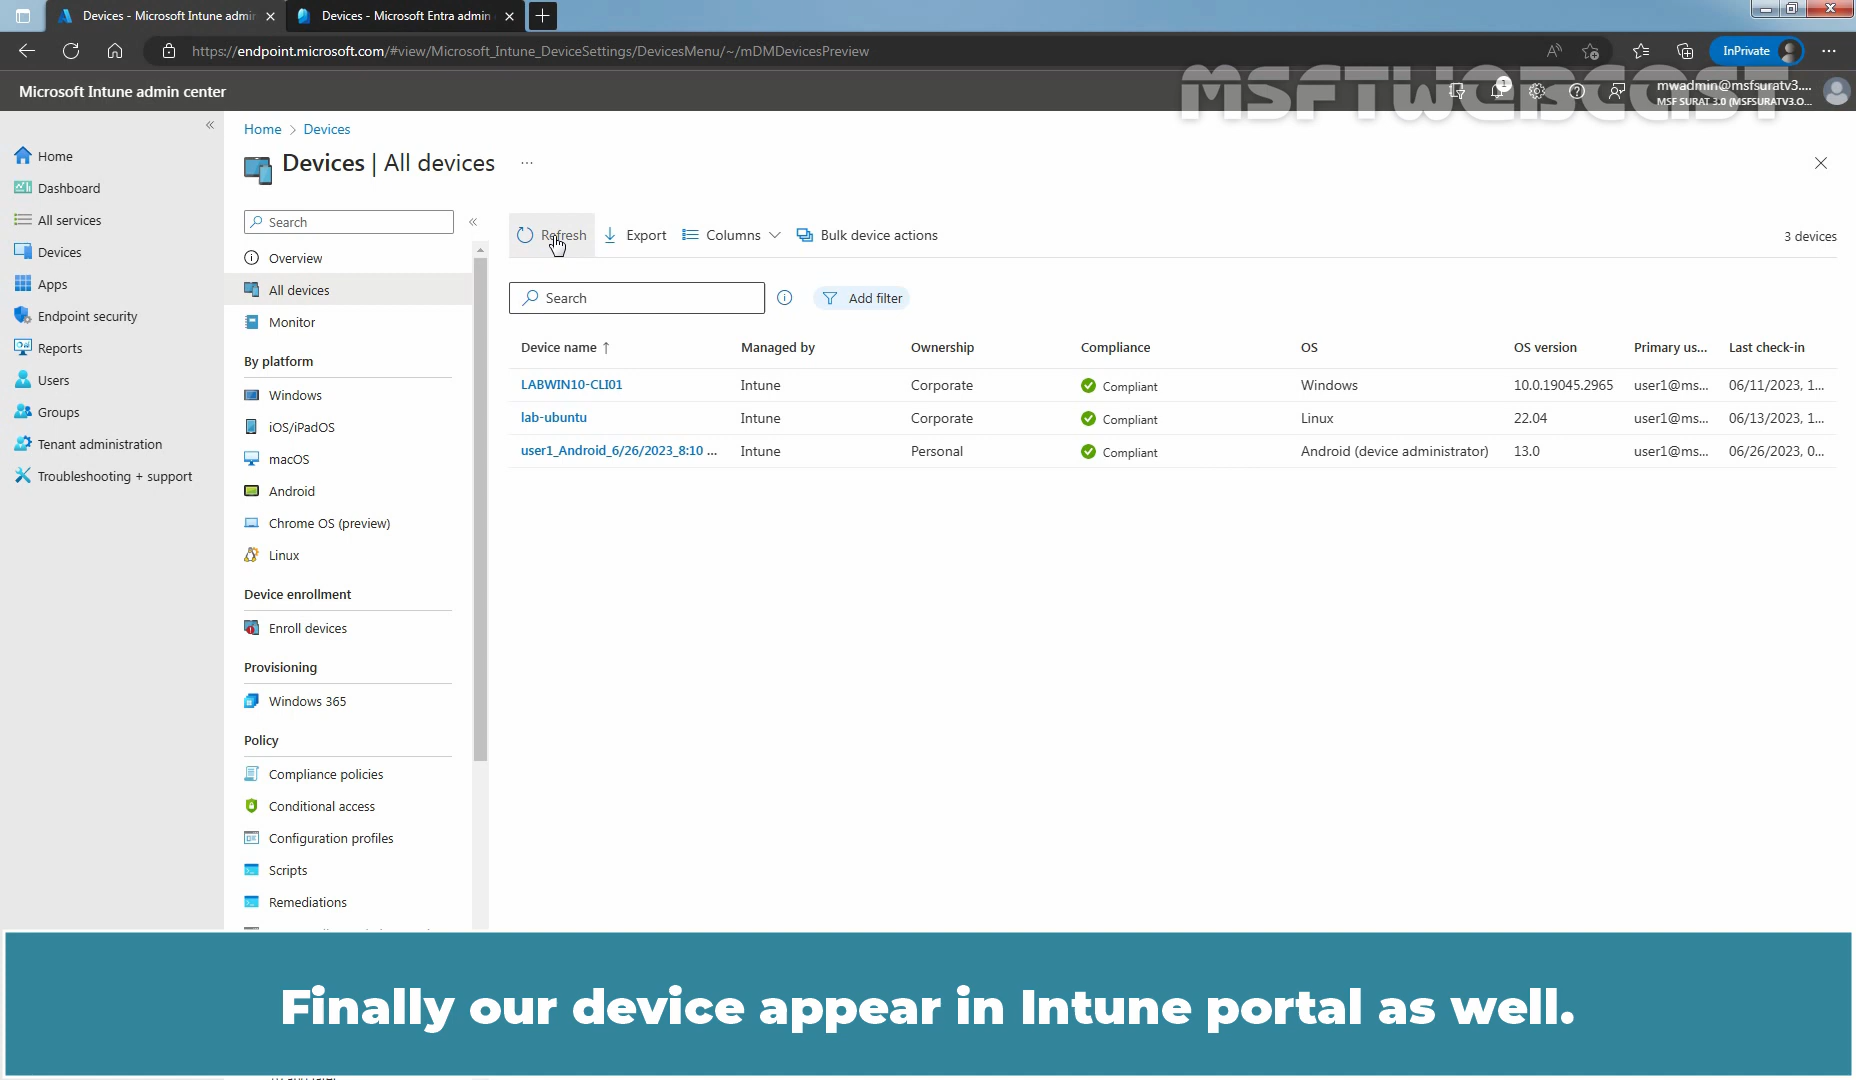 Devices - Microsoft Intune admin
Devices - Microsoft Entra admin
https://endpoint.microsoft.com/#view/Microsoft_Intune_DeviceSettings/DevicesMenu/~/mDMDevicesPreview
InPrivate
MSFTWEBCAST
Microsoft Intune admin center
1
mwadmin@msfsuratv3....
MSF SURAT 3.0 (MSFSURATV3.O...
Home > Devices
Devices | All devices
...
Home
Dashboard
All services
Devices
Apps
Endpoint security
Reports
Users
Groups
Tenant administration
Troubleshooting + support
Search
Overview
All devices
Monitor
By platform
Windows
iOS/iPadOS
macOS
Android
Chrome OS (preview)
Linux
Device enrollment
Enroll devices
Provisioning
Windows 365
Policy
Compliance policies
Conditional access
Configuration profiles
Scripts
Remediations
Refresh Export Columns Bulk device actions 3 devices
Search Add filter
Device name ↑ Managed by Ownership Compliance OS OS version Primary us... Last check-in
LABWIN10-CLI01 Intune Corporate Compliant Windows 10.0.19045.2965 user1@ms... 06/11/2023, 1...
lab-ubuntu Intune Corporate Compliant Linux 22.04 user1@ms... 06/13/2023, 1...
user1_Android_6/26/2023_8:10 ... Intune Personal Compliant Android (device administrator) 13.0 user1@ms... 06/26/2023, 0...
Finally our device appear in Intune portal as well.